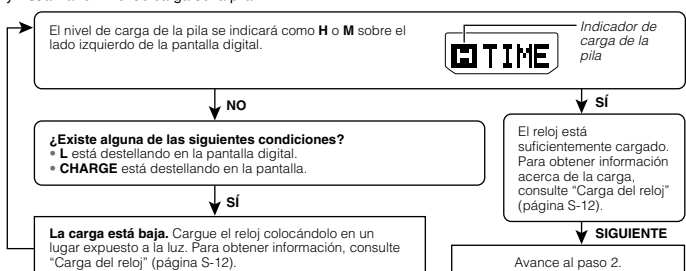 El nivel de carga de la pila se indicará como H o M sobre el
lado izquierdo de la pantalla digital.
H TIME
Indicador de
carga de la
pila
NO
SÍ
¿Existe alguna de las siguientes condiciones?
• L está destellando en la pantalla digital.
• CHARGE está destellando en la pantalla.
El reloj está
suficientemente cargado.
Para obtener información
acerca de la carga,
consulte “Carga del reloj”
(página S-12).
SÍ
SIGUIENTE
La carga está baja. Cargue el reloj colocándolo en un
lugar expuesto a la luz. Para obtener información, consulte
“Carga del reloj” (página S-12).
Avance al paso 2.